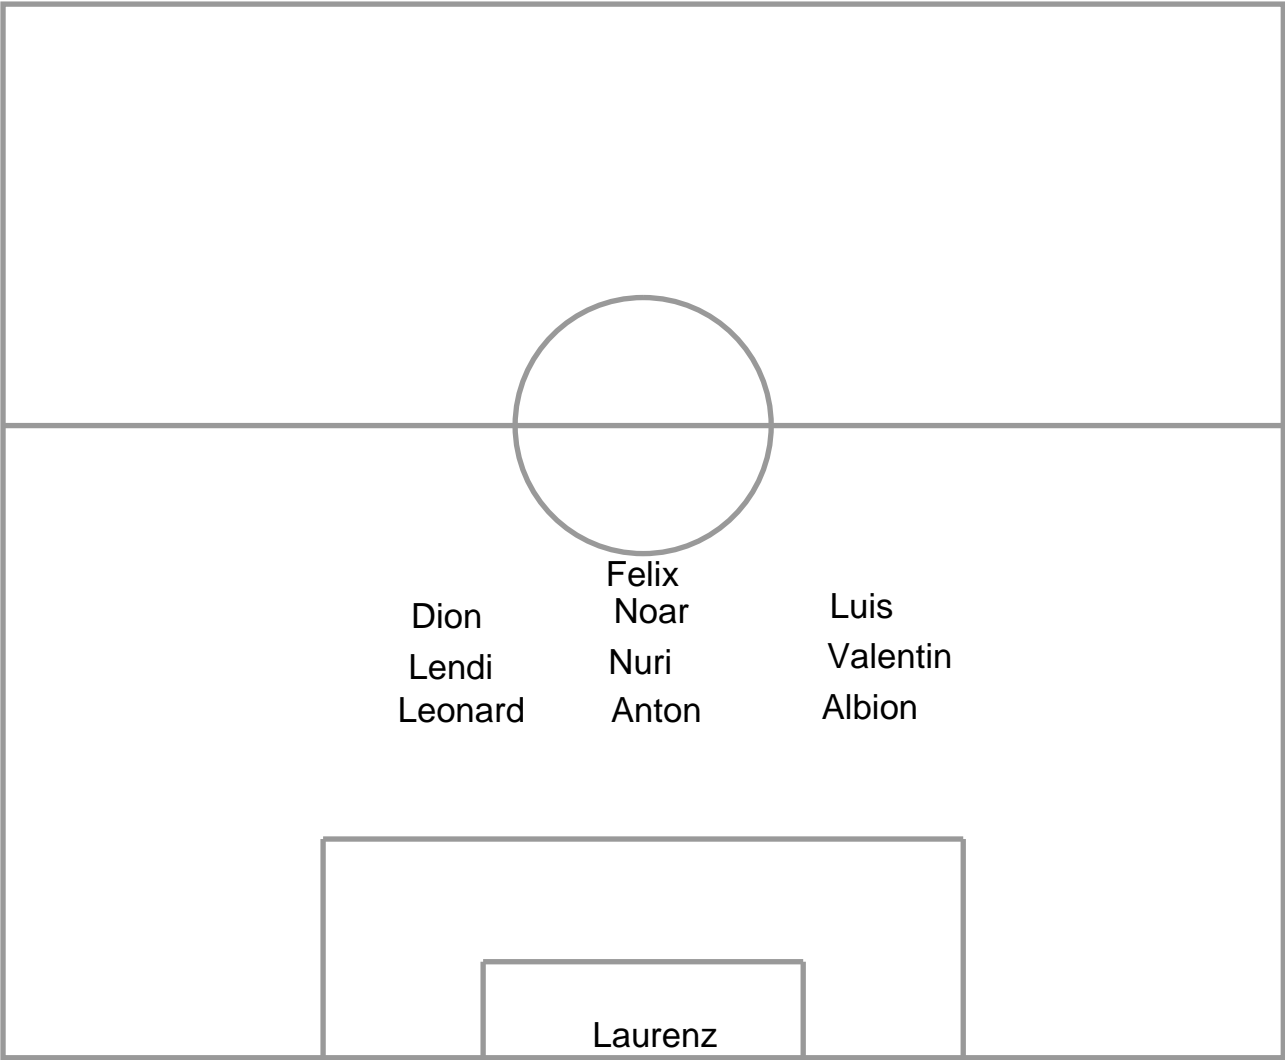 Felix
Dion Noar Luis
Lendi Nuri Valentin
Leonard Anton Albion
Laurenz